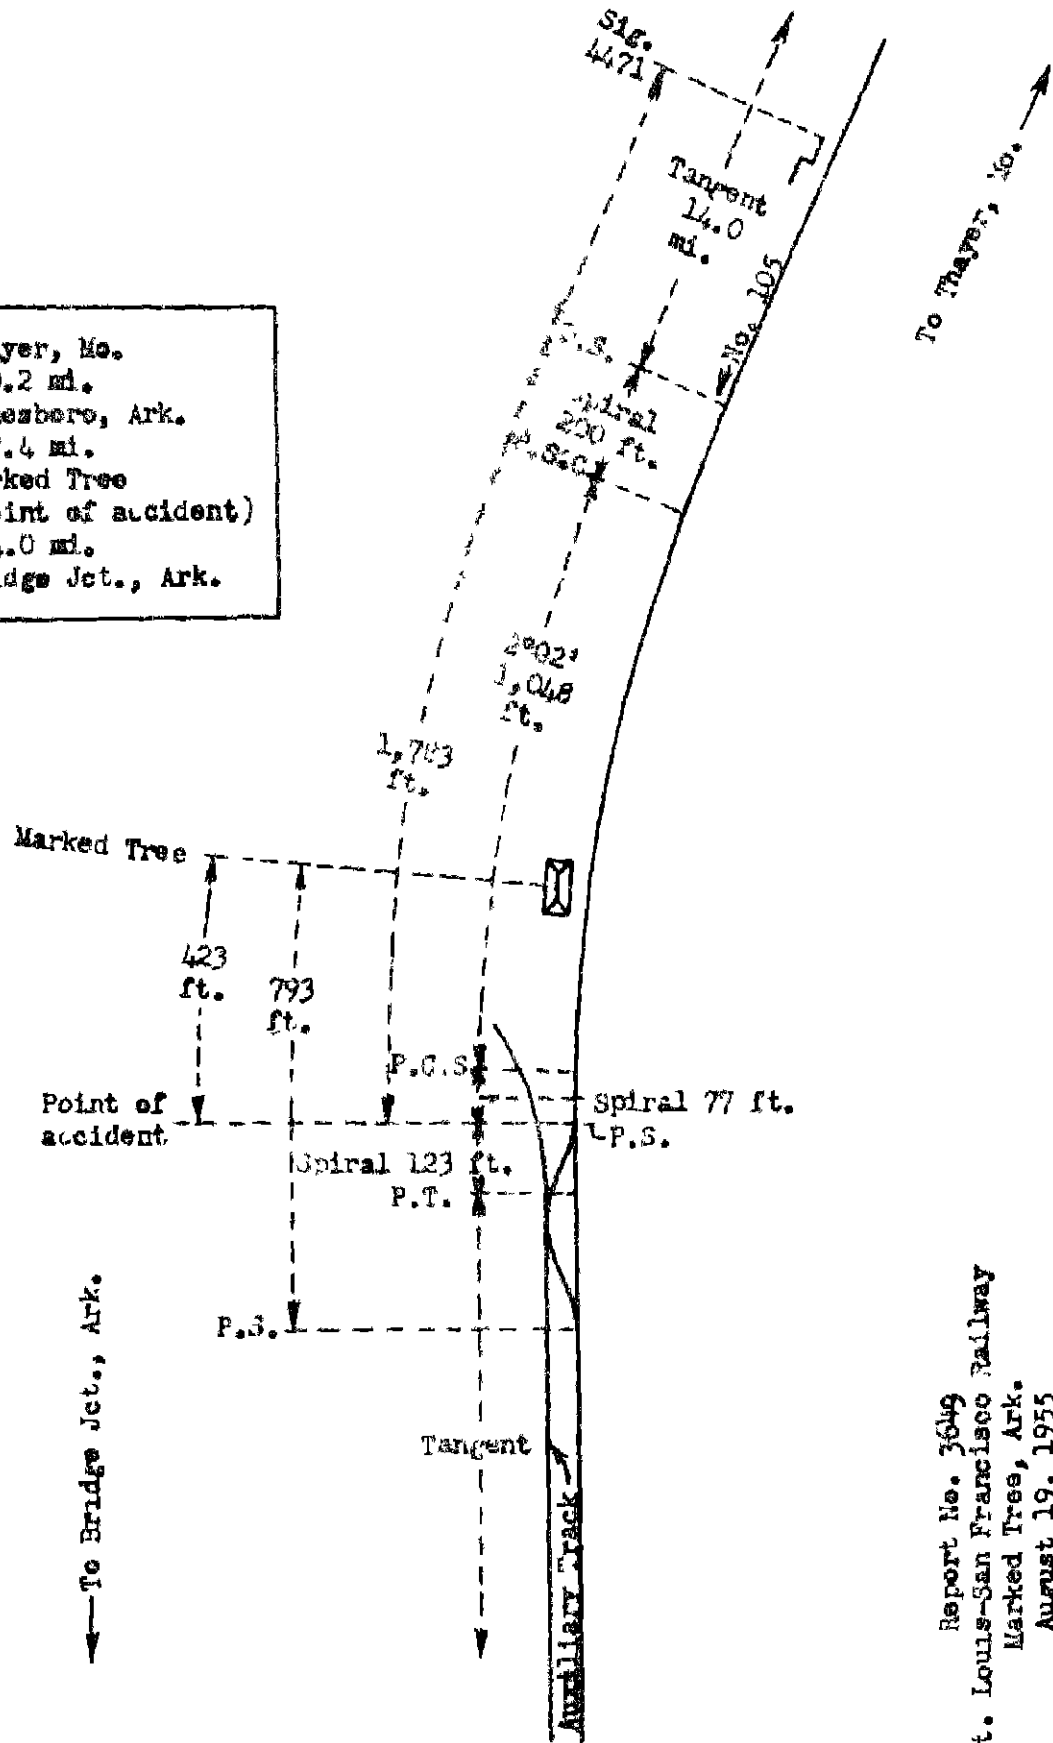 Sig.
4471
Tangent
14.0
mi.
To Thayer, Mo.
No. 105
P.S.
Spiral
200 ft.
P.S.C.
yer, Mo.
.2 mi.
esboro, Ark.
.4 mi.
rked Tree
int of accident)
.0 mi.
dge Jct., Ark.
2°02'
1,048
ft.
1,783
ft.
Marked Tree
423
ft.
793
ft.
P.C.S.
Spiral 77 ft.
Point of
accident
P.S.
Spiral 123 ft.
P.T.
P.S.
To Bridge Jct., Ark.
Tangent
Auxiliary Track
Report No. 3649
t. Louis-San Francisco Railway
Marked Tree, Ark.
August 19, 1955